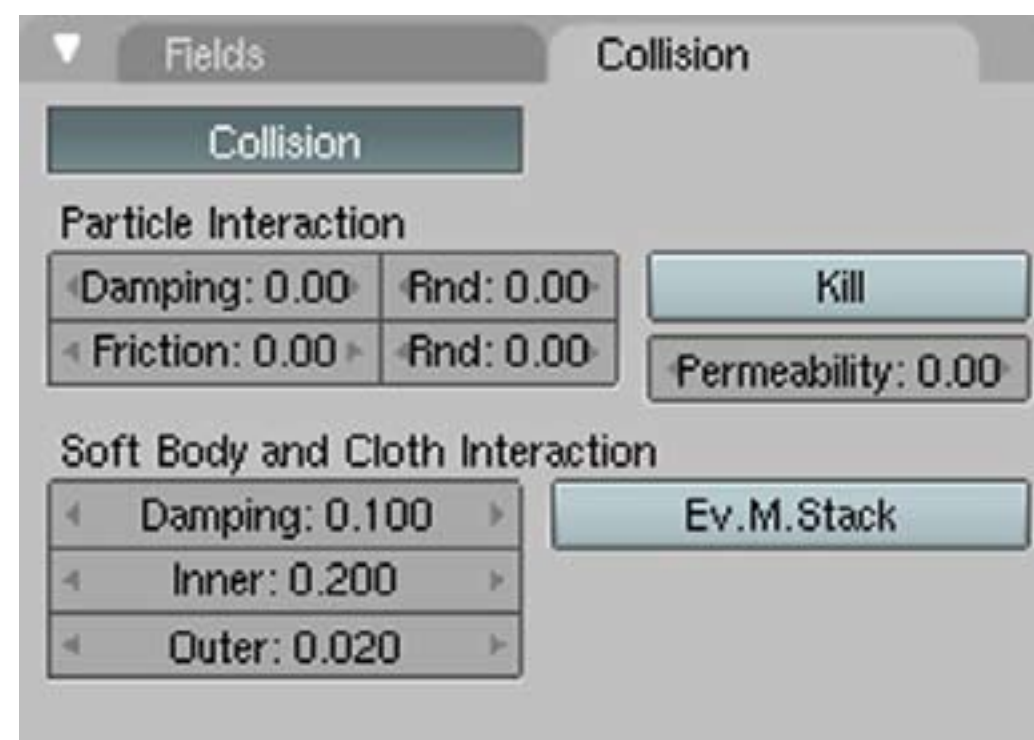 Fields Collision
Collision
Particle Interaction
Damping: 0.00 Rnd: 0.00 Kill
Friction: 0.00 Rnd: 0.00 Permeability: 0.00
Soft Body and Cloth Interaction
Damping: 0.100 Ev.M.Stack
Inner: 0.200
Outer: 0.020